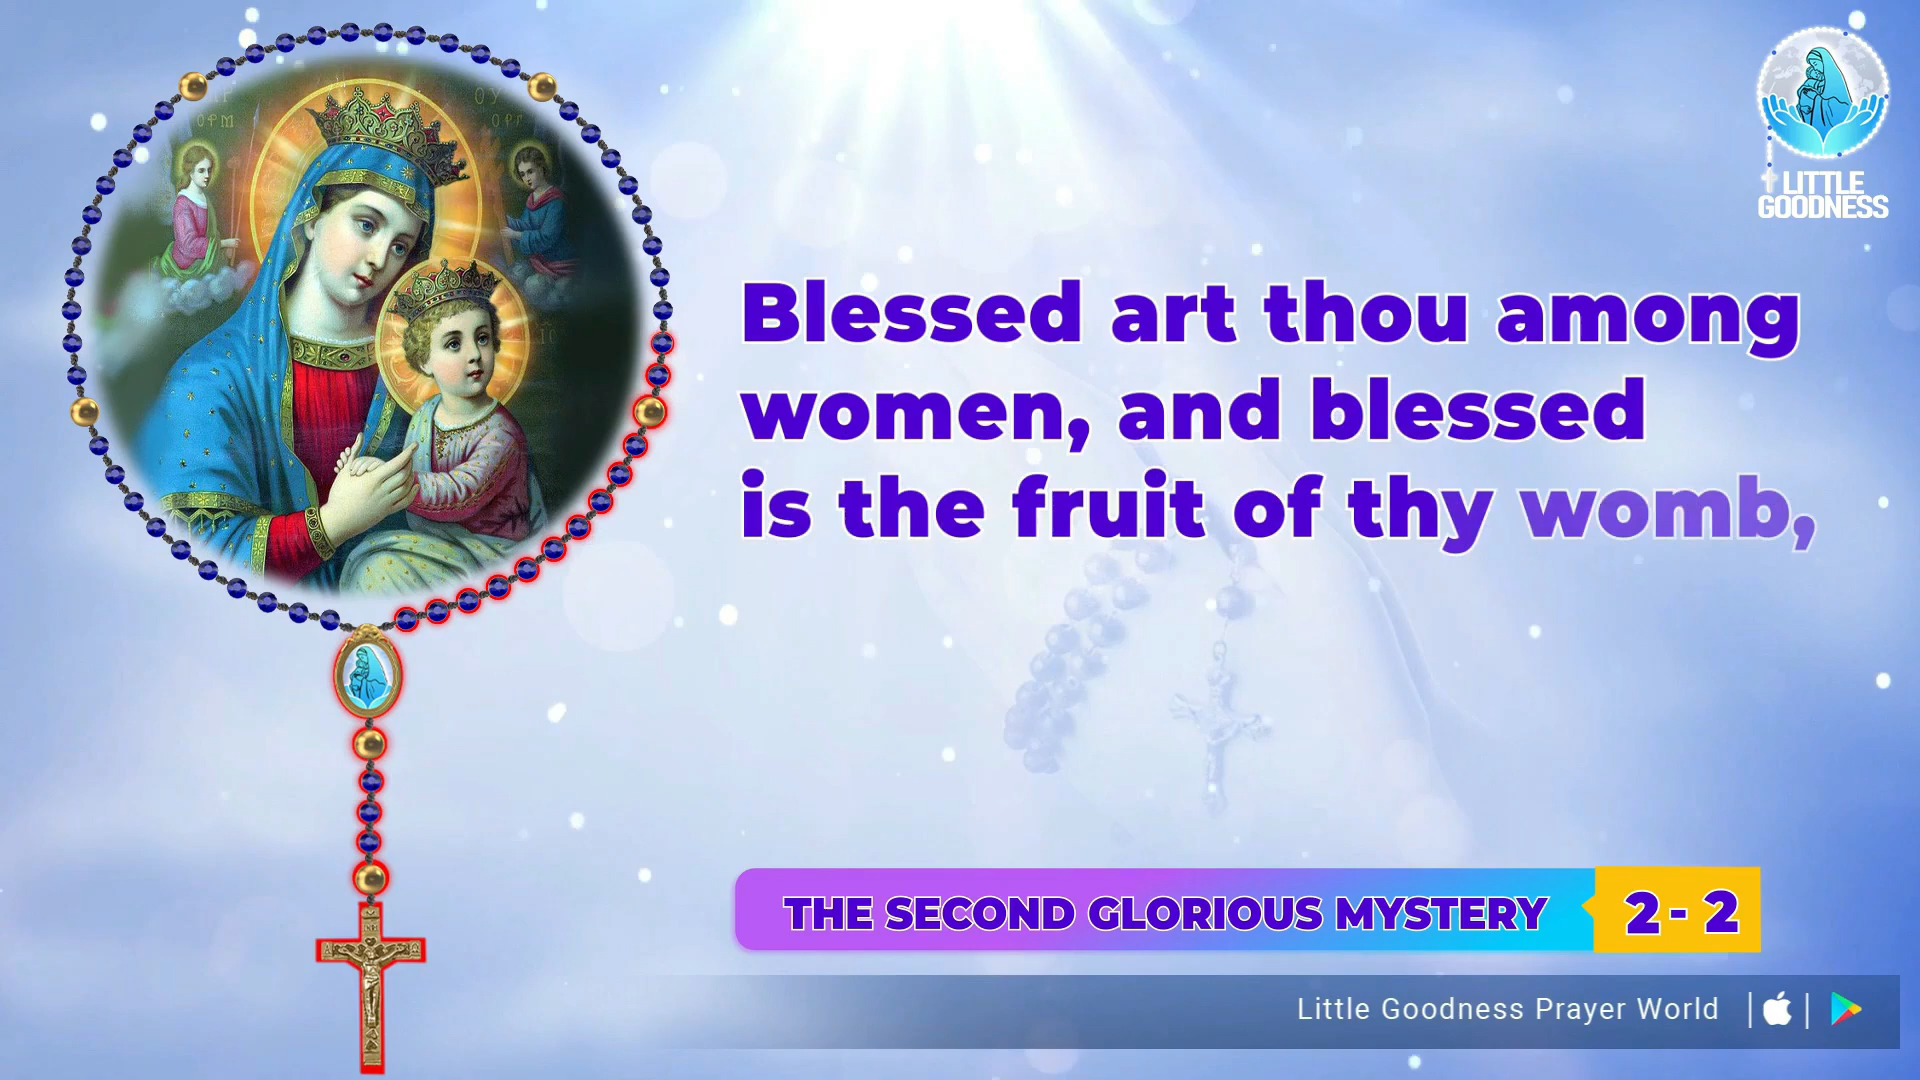 LITTLE
GOODNESS
Blessed art thou among
women, and blessed
is the fruit of thy womb,
THE SECOND GLORIOUS MYSTERY
2 - 2
Little Goodness Prayer World